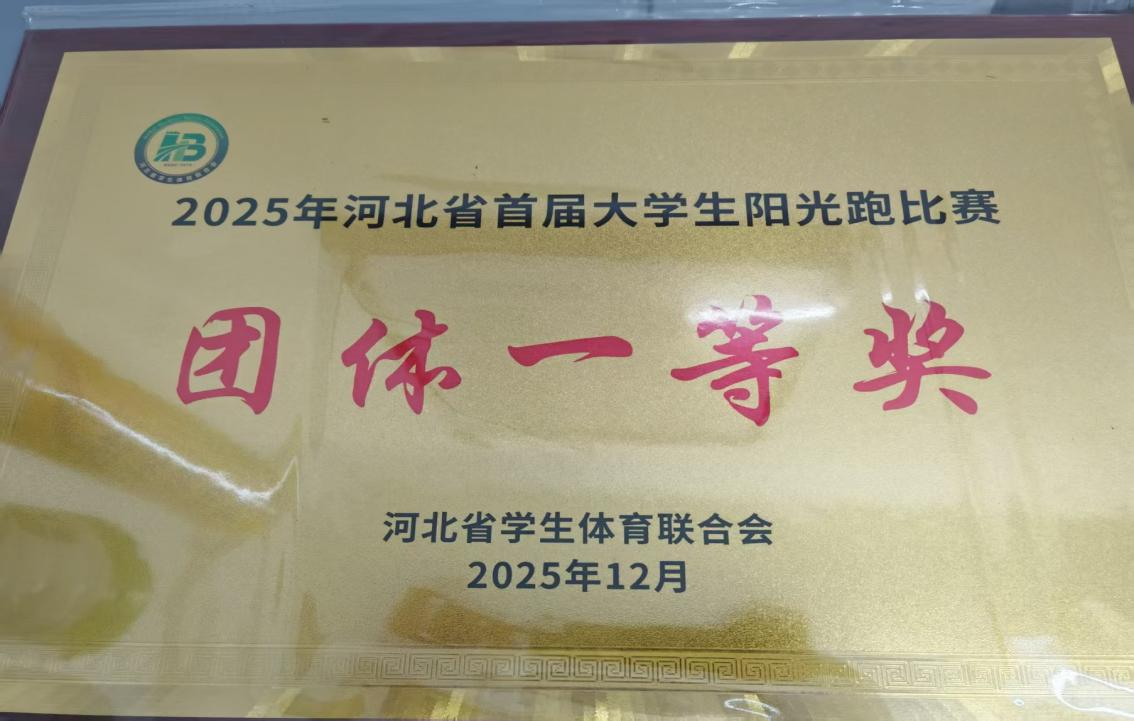 HB
2025年河北省首届大学生阳光跑比赛
团体一等奖
河北省学生体育联合会
2025年12月